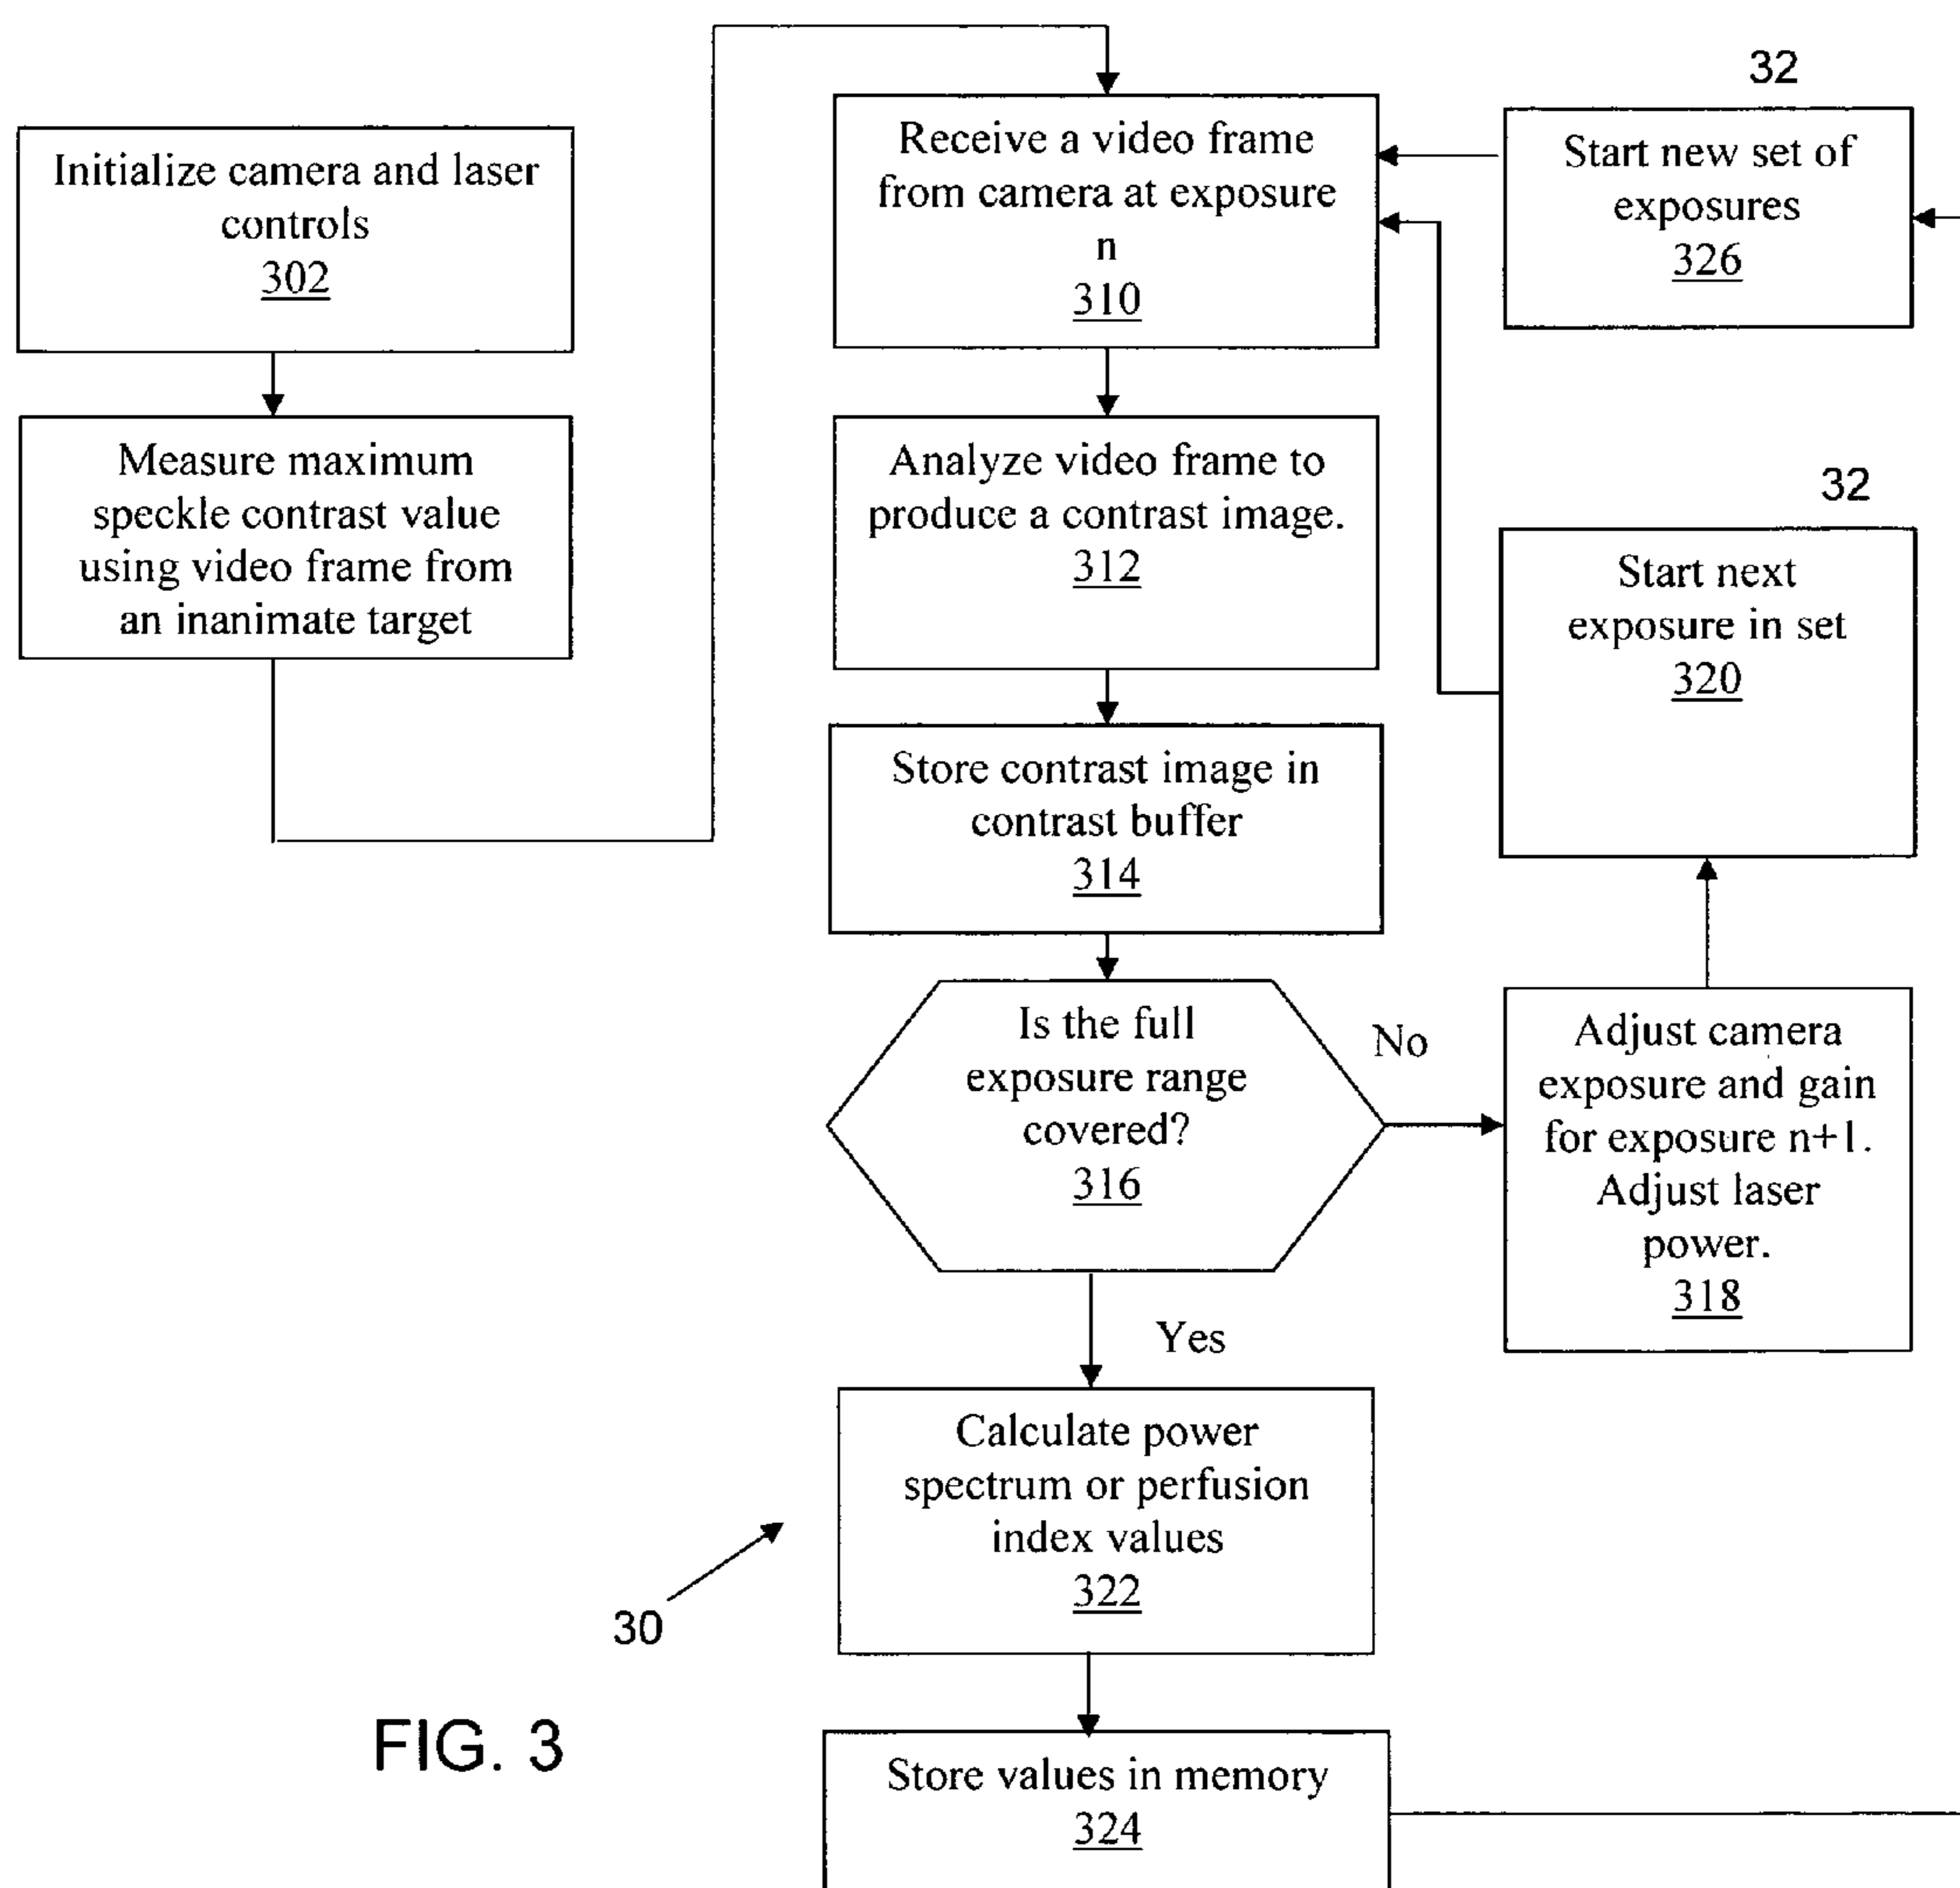 Initialize camera and laser
controls
302
Measure maximum
speckle contrast value
using video frame from
an inanimate target
Receive a video frame
from camera at exposure
n
310
Analyze video frame to
produce a contrast image.
312
Store contrast image in
contrast buffer
314
Is the full
exposure range
covered?
316
No
Yes
Calculate power
spectrum or perfusion
index values
322
Store values in memory
324
32
Start new set of
exposures
326
32
Start next
exposure in set
320
Adjust camera
exposure and gain
for exposure n+1.
Adjust laser
power.
318
30
FIG. 3